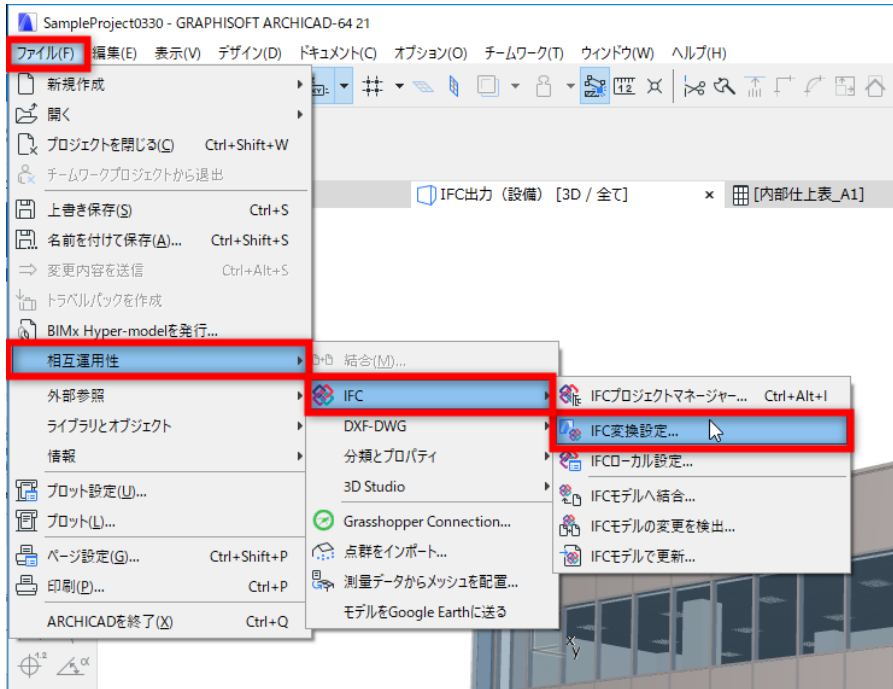 SampleProject0330 - GRAPHISOFT ARCHICAD-64 21
ファイル(F) 編集(E) 表示(V) デザイン(D) ドキュメント(C) オプション(O) チームワーク(T) ウィンドウ(W) ヘルプ(H)
新規作成
開く
プロジェクトを閉じる(C) Ctrl+Shift+W
チームワークプロジェクトから退出
IFC出力（設備） [3D / 全て] × [内部仕上表_A1]
上書き保存(S) Ctrl+S
名前を付けて保存(A)... Ctrl+Shift+S
変更内容を送信 Ctrl+Alt+S
トラベルパックを作成
BIMx Hyper-modelを発行...
相互運用性
外部参照
ライブラリとオブジェクト
情報
プロット設定(U)...
プロット(L)...
ページ設定(G)... Ctrl+Shift+P
印刷(P)... Ctrl+P
ARCHICADを終了(X) Ctrl+Q
結合(M)...
IFC
DXF-DWG
分類とプロパティ
3D Studio
Grasshopper Connection...
点群をインポート...
測量データからメッシュを配置...
モデルをGoogle Earthに送る
IFCプロジェクトマネージャー... Ctrl+Alt+I
IFC変換設定...
IFCローカル設定...
IFCモデルへ結合...
IFCモデルの変更を検出...
IFCモデルで更新...
x
y
1.2
α